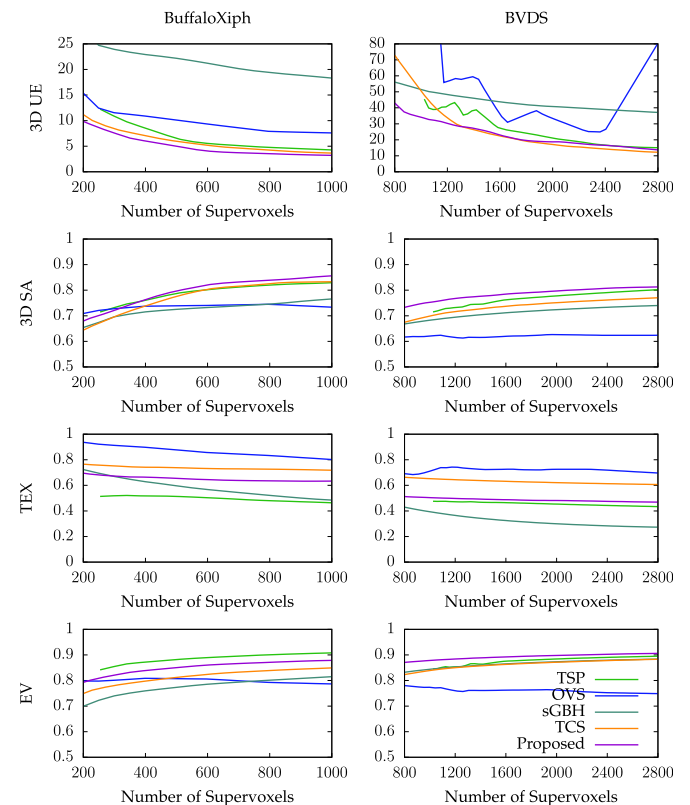 BuffaloXiph
BVDS
3D UE
25
20
15
10
5
0
200 400 600 800 1000
Number of Supervoxels
80
70
60
50
40
30
20
10
0
800 1200 1600 2000 2400 2800
Number of Supervoxels
3D SA
1
0.9
0.8
0.7
0.6
0.5
200 400 600 800 1000
Number of Supervoxels
1
0.9
0.8
0.7
0.6
0.5
800 1200 1600 2000 2400 2800
Number of Supervoxels
TEX
1
0.8
0.6
0.4
0.2
0
200 400 600 800 1000
Number of Supervoxels
1
0.8
0.6
0.4
0.2
0
800 1200 1600 2000 2400 2800
Number of Supervoxels
EV
1
0.9
0.8
0.7
0.6
0.5
200 400 600 800 1000
Number of Supervoxels
1
0.9
0.8
0.7
0.6
0.5
TSP
OVS
sGBH
TCS
Proposed
800 1200 1600 2000 2400 2800
Number of Supervoxels